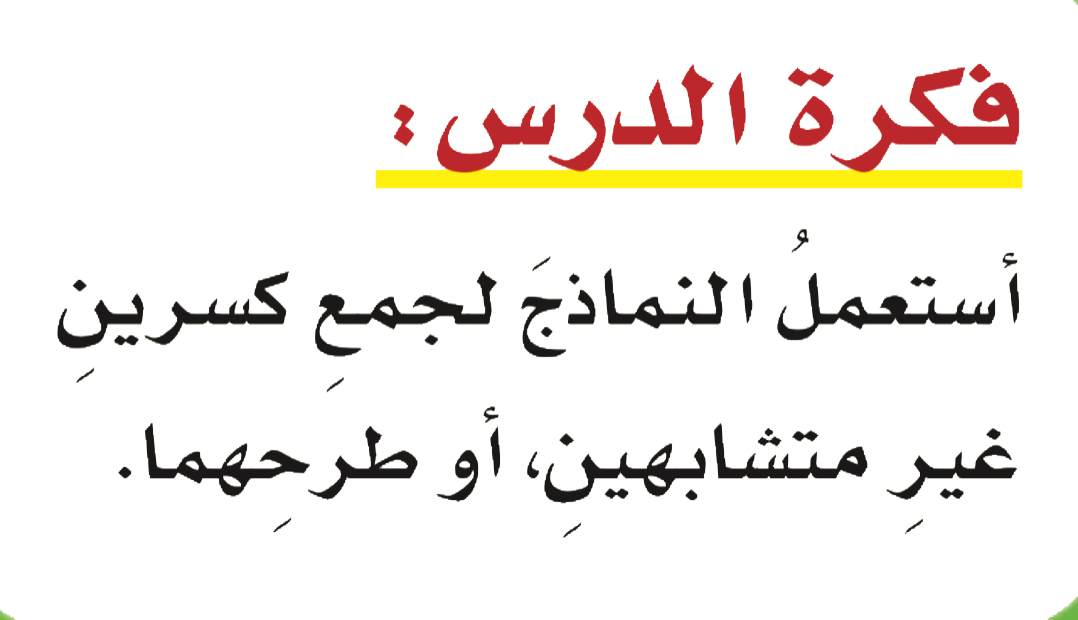 فكرة الدرس:
أستعملُ النماذجَ لجمعِ كسرينِ
غيرِ متشابهينِ، أو طرحِهما.